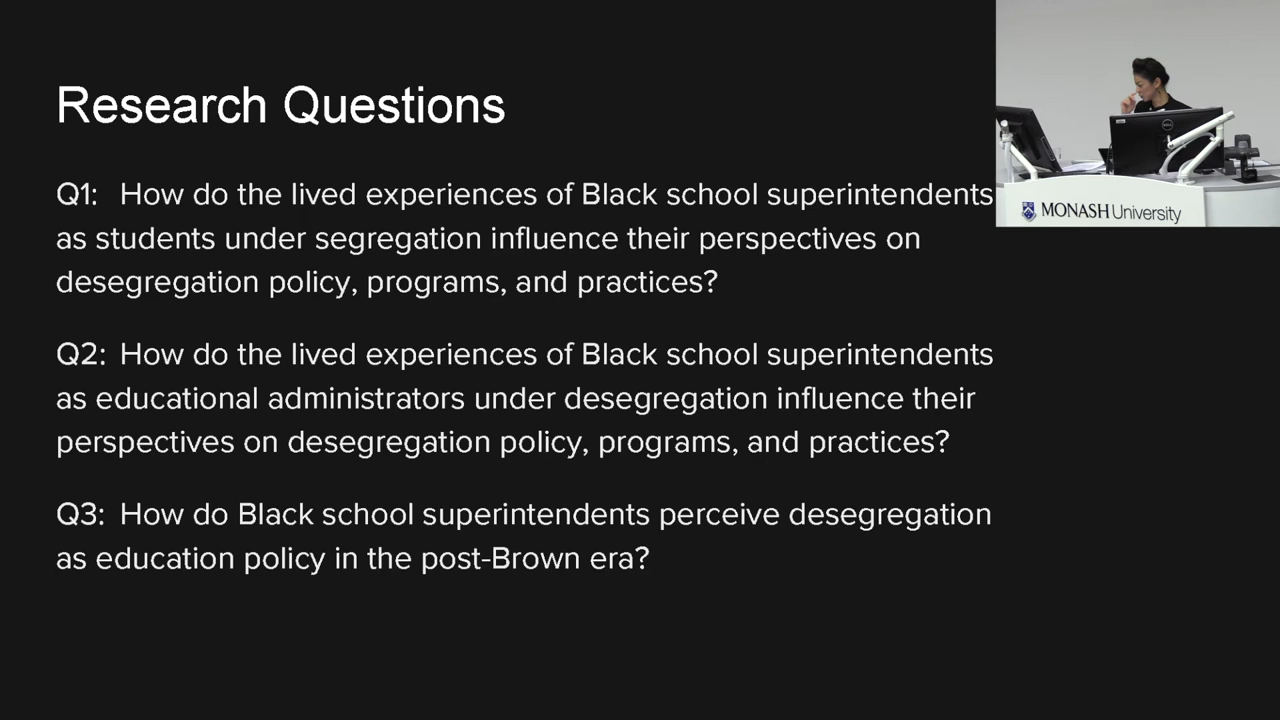 Research Questions
Q1: How do the lived experiences of Black school superintendents
as students under segregation influence their perspectives on
desegregation policy, programs, and practices?
Q2: How do the lived experiences of Black school superintendents
as educational administrators under desegregation influence their
perspectives on desegregation policy, programs, and practices?
Q3: How do Black school superintendents perceive desegregation
as education policy in the post-Brown era?
DELL
MONASH University